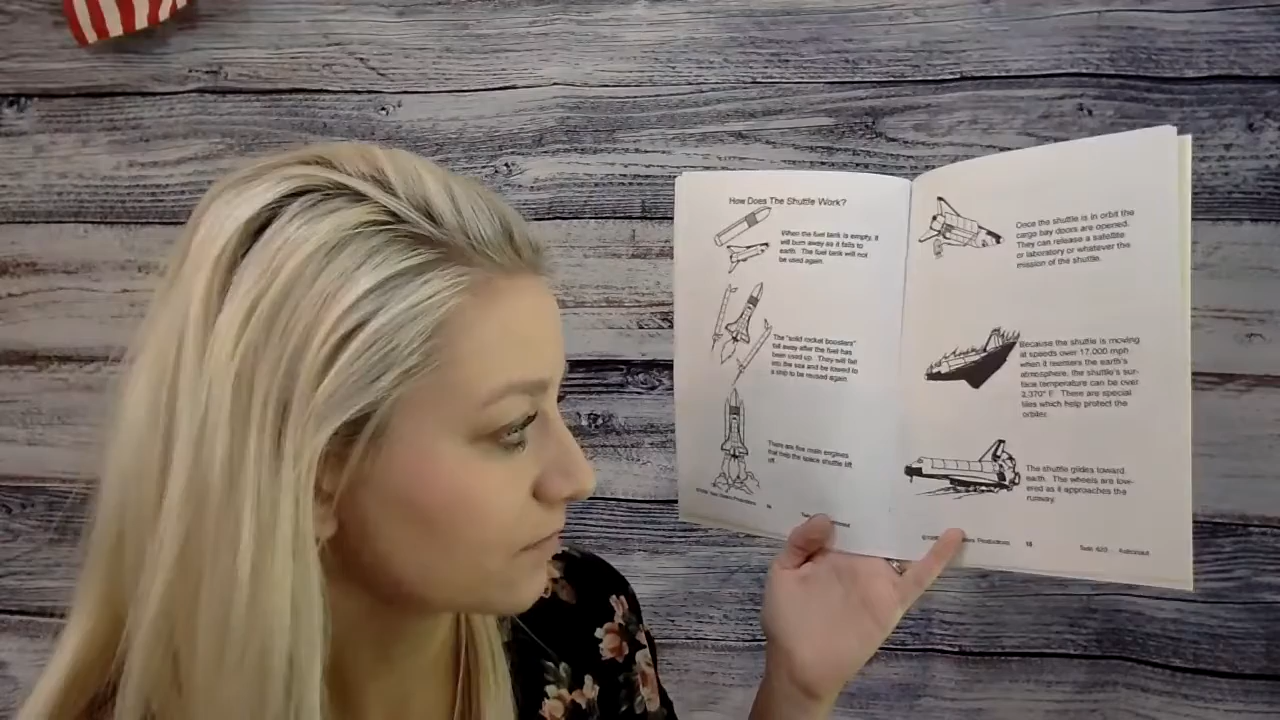 How Does The Shuttle Work?
When the fuel tank is empty, it
will burn away as it falls to
earth. The fuel tank will not
be used again.
The "solid rocket boosters"
fall away after the fuel has
been used up. They will fall
into the sea and be towed to
a ship to be reused again.
There are five main engines
that help the space shuttle lift
off.
Productions
Once the shuttle is in orbit the
cargo bay doors are opened.
They can release a satellite
or laboratory or whatever the
mission of the shuttle.
Because the shuttle is moving
at speeds over 17,000 mph
when it reenters the earth's
atmosphere, the shuttle's sur-
face temperature can be over
2,370° F. There are special
tiles which help protect the
orbiter.
The shuttle glides toward
earth. The wheels are low-
ered as it approaches the
runway.
Productions Task Astronaut